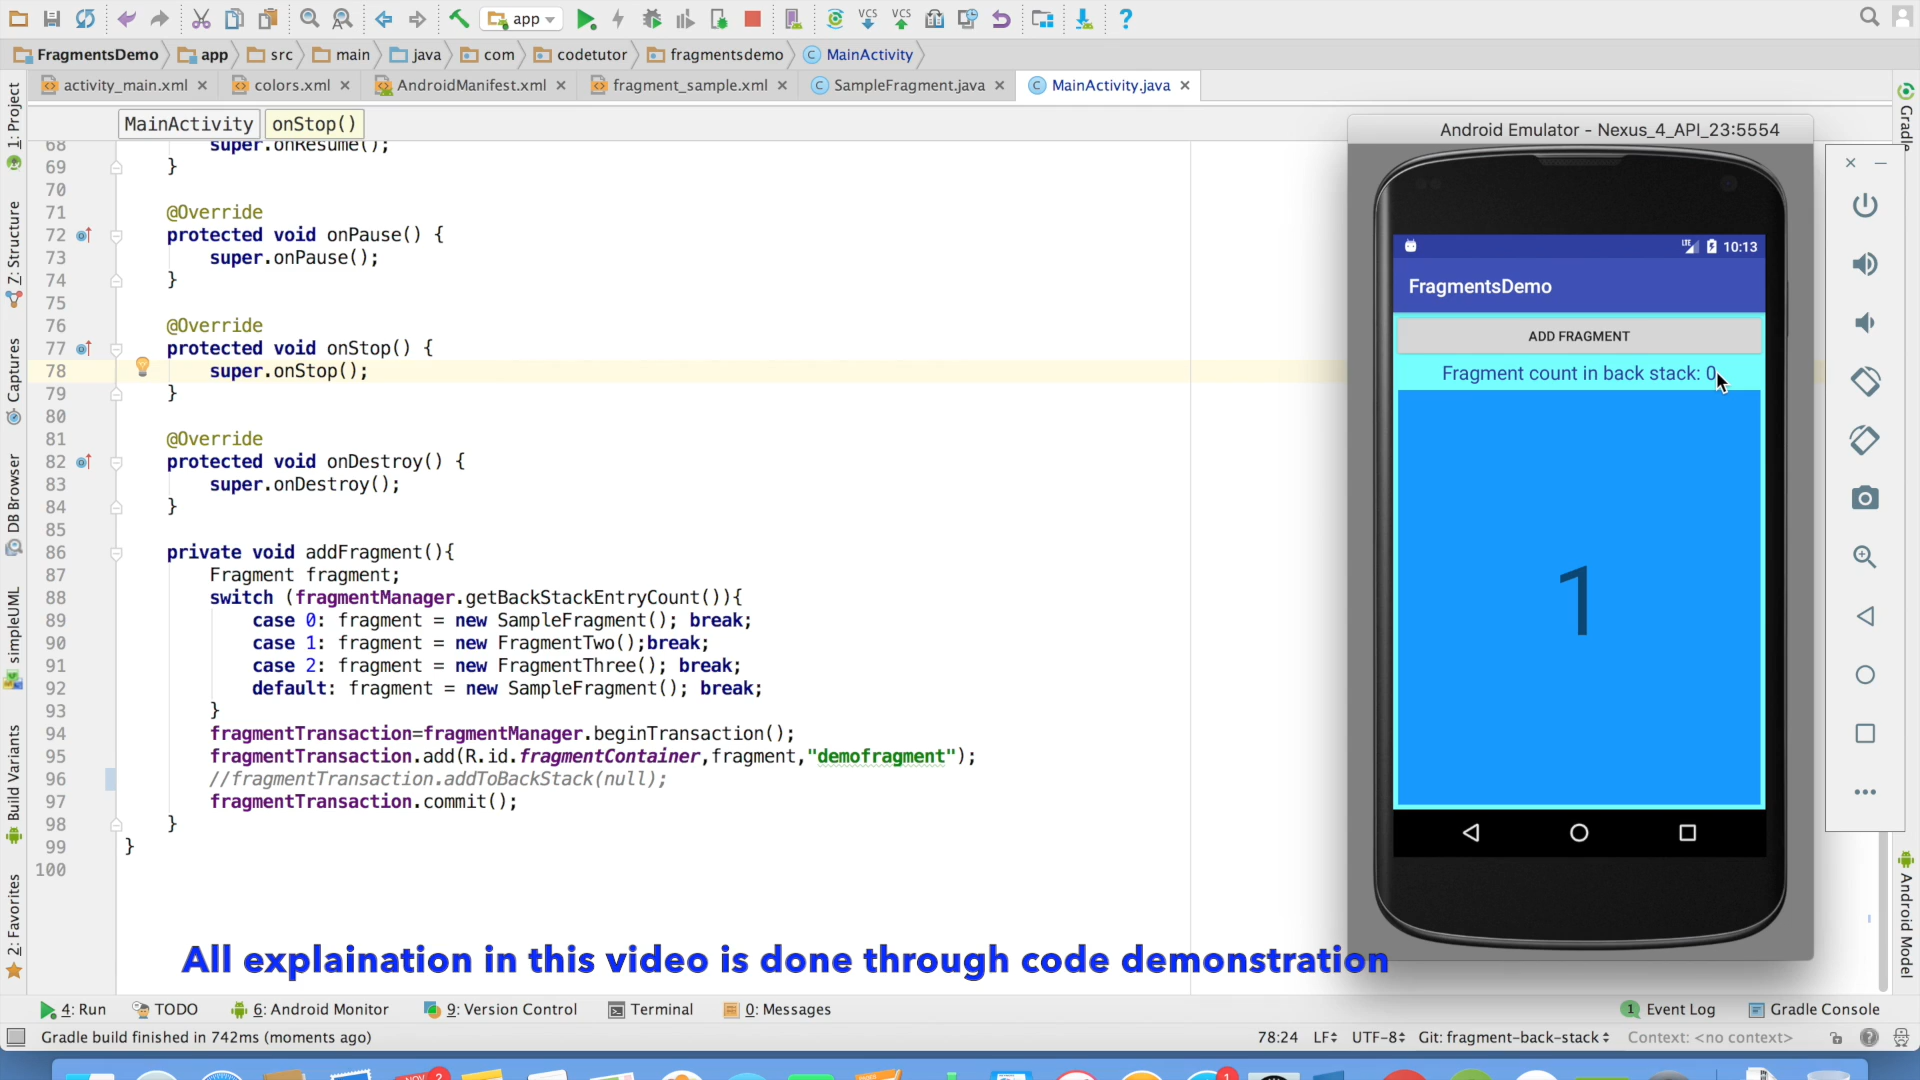 app
VCS
VCS
FragmentsDemo
app
src
main
java
com
codetutor
fragmentsdemo
MainActivity
activity_main.xml
colors.xml
AndroidManifest.xml
fragment_sample.xml
SampleFragment.java
MainActivity.java
MainActivity
onStop()
1: Project
Z: Structure
Captures
DB Browser
simpleUML
Build Variants
2: Favorites
68 super.onResume();
69 }
70
71 @Override
72 protected void onPause() {
73 super.onPause();
74 }
75
76 @Override
77 protected void onStop() {
78 super.onStop();
79 }
80
81 @Override
82 protected void onDestroy() {
83 super.onDestroy();
84 }
85
86 private void addFragment(){
87 Fragment fragment;
88 switch (fragmentManager.getBackStackEntryCount()){
89 case 0: fragment = new SampleFragment(); break;
90 case 1: fragment = new FragmentTwo();break;
91 case 2: fragment = new FragmentThree(); break;
92 default: fragment = new SampleFragment(); break;
93 }
94 fragmentTransaction=fragmentManager.beginTransaction();
95 fragmentTransaction.add(R.id.fragmentContainer,fragment,"demofragment");
96 //fragmentTransaction.addToBackStack(null);
97 fragmentTransaction.commit();
98 }
99 }
100
Android Emulator - Nexus_4_API_23:5554
LTE 10:13
FragmentsDemo
ADD FRAGMENT
Fragment count in back stack: 0
1
Gradle
Android Model
All explaination in this video is done through code demonstration
4: Run
TODO
6: Android Monitor
9: Version Control
Terminal
0: Messages
1 Event Log
Gradle Console
Gradle build finished in 742ms (moments ago)
78:24
LF
UTF-8
Git: fragment-back-stack
Context: <no context>
NOV
2
1